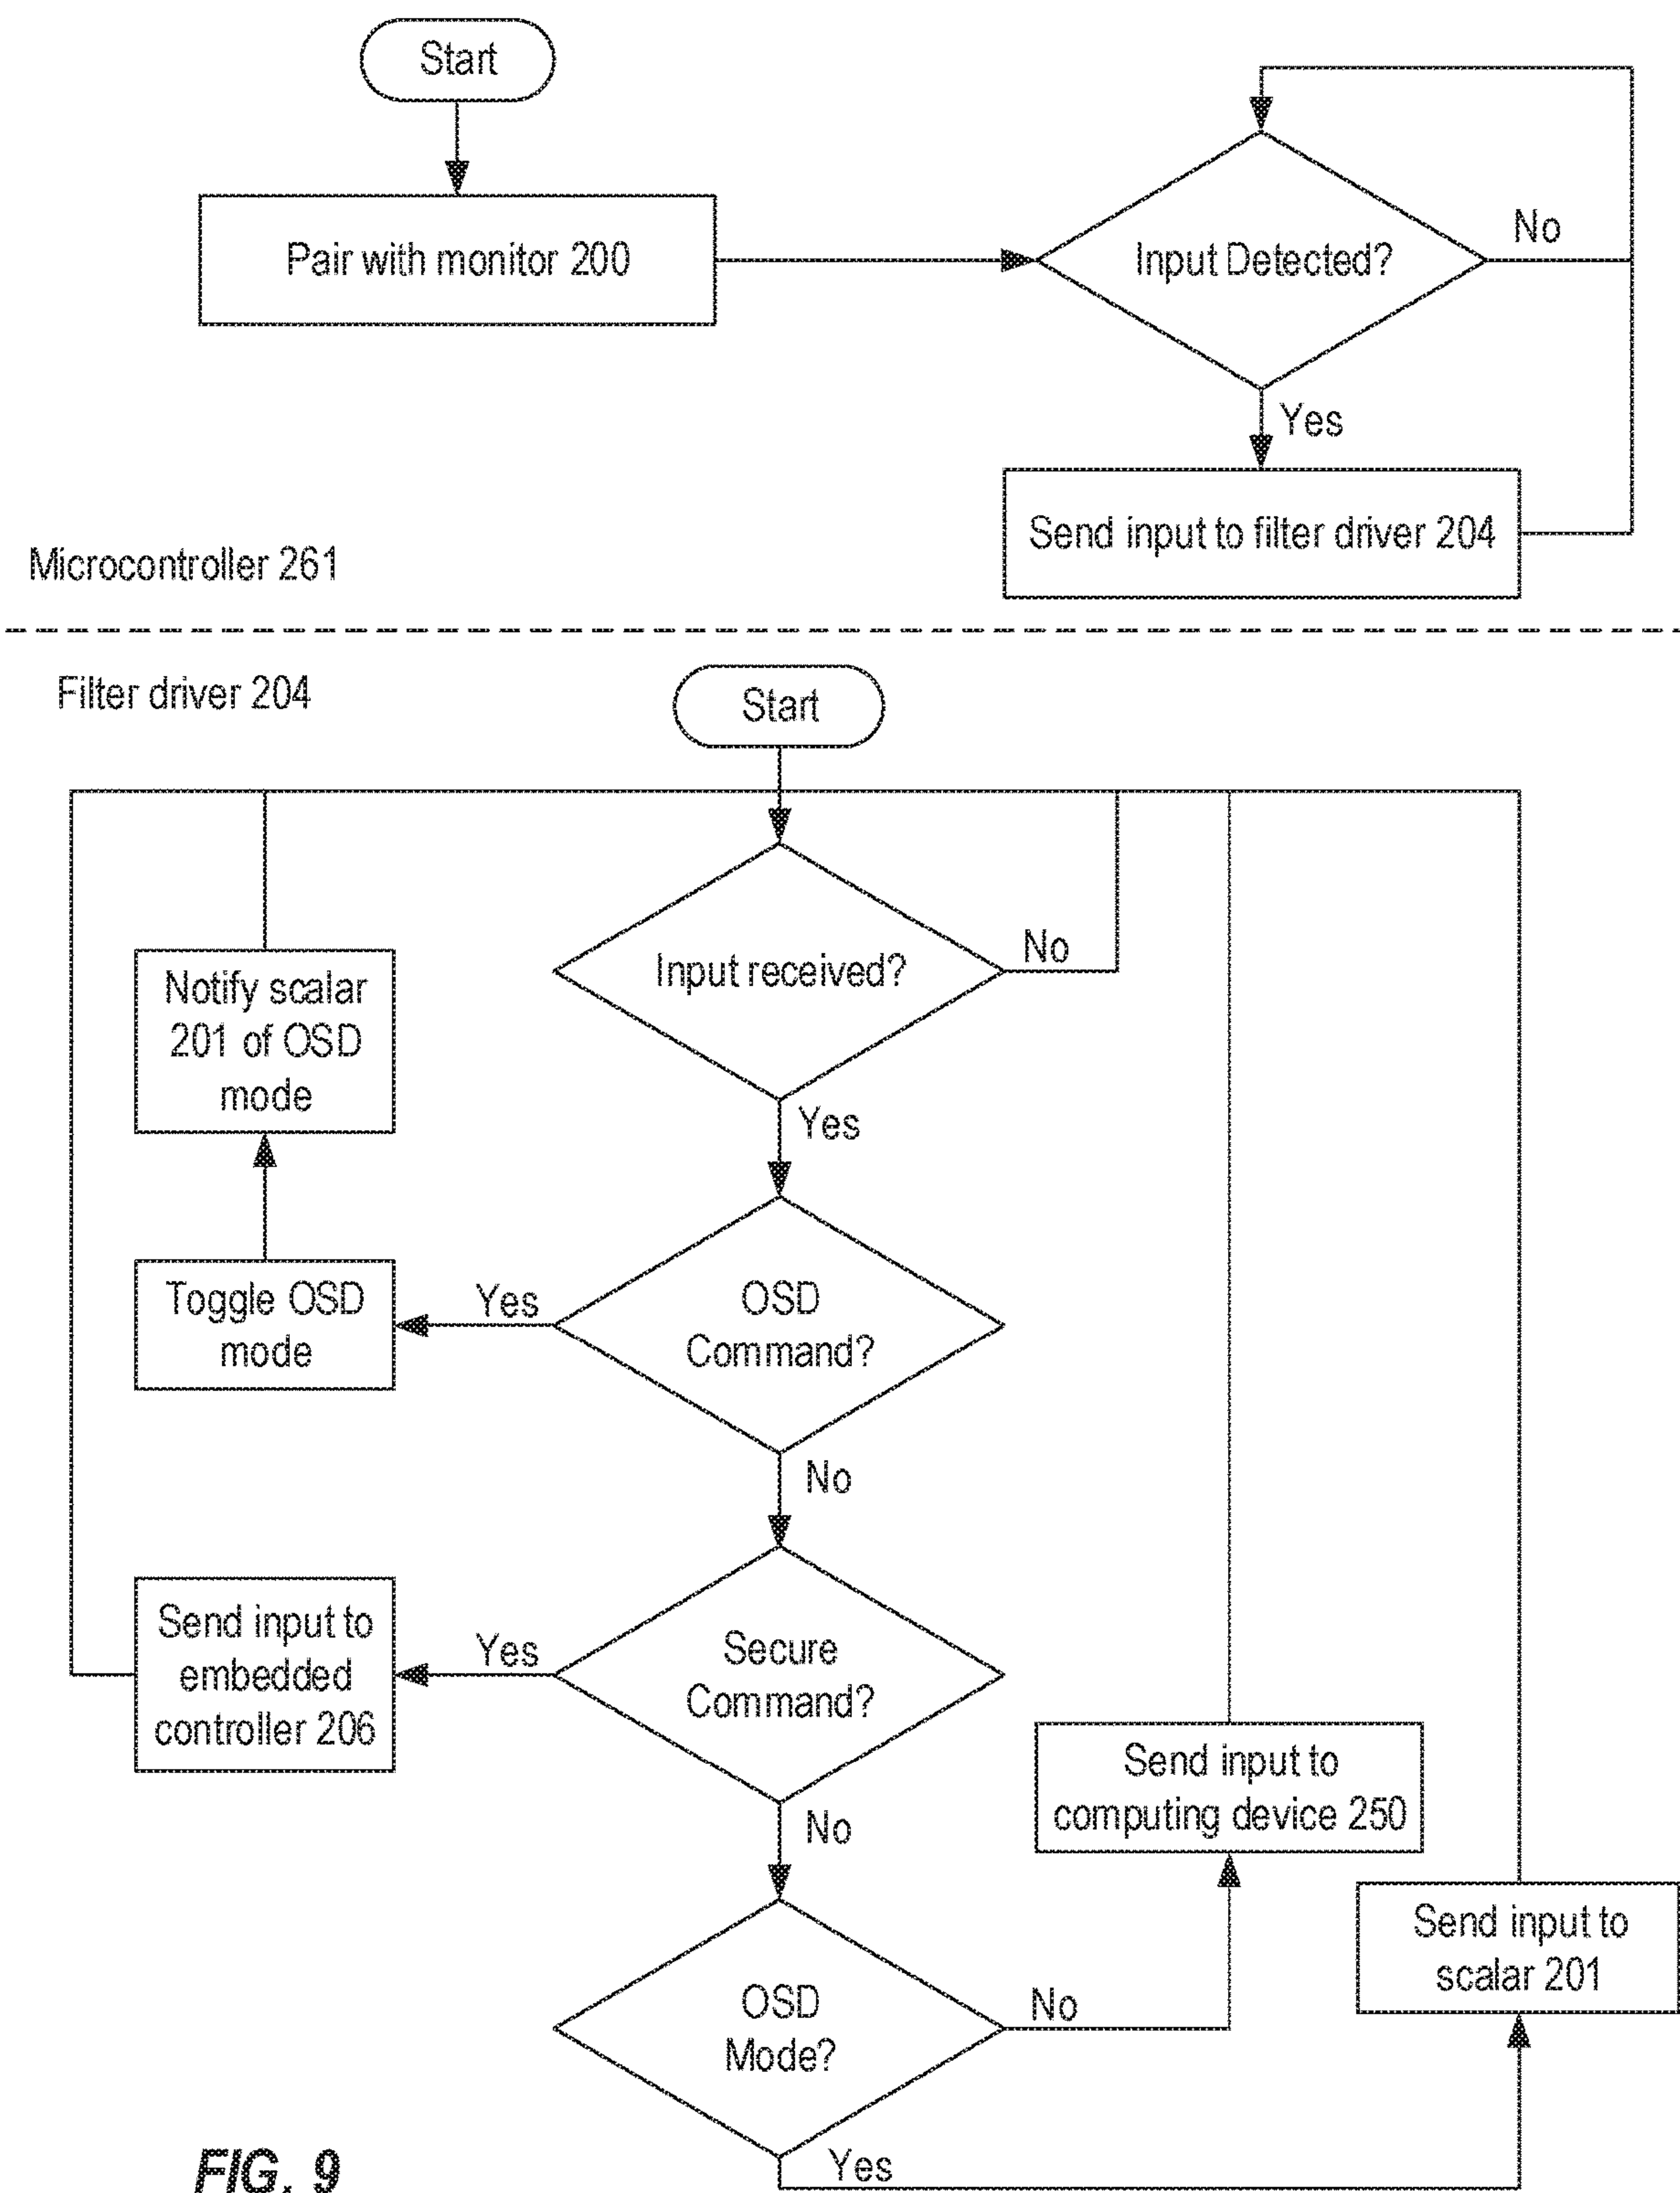 Start
Pair with monitor 200
Input Detected?
No
Yes
Send input to filter driver 204
Microcontroller 261
Filter driver 204
Start
Input received?
No
Notify scalar
201 of OSD
mode
Yes
Toggle OSD
mode
Yes
OSD
Command?
No
Send input to
embedded
controller 206
Yes
Secure
Command?
No
Send input to
computing device 250
Send input to
scalar 201
OSD
Mode?
No
Yes
FIG. 9